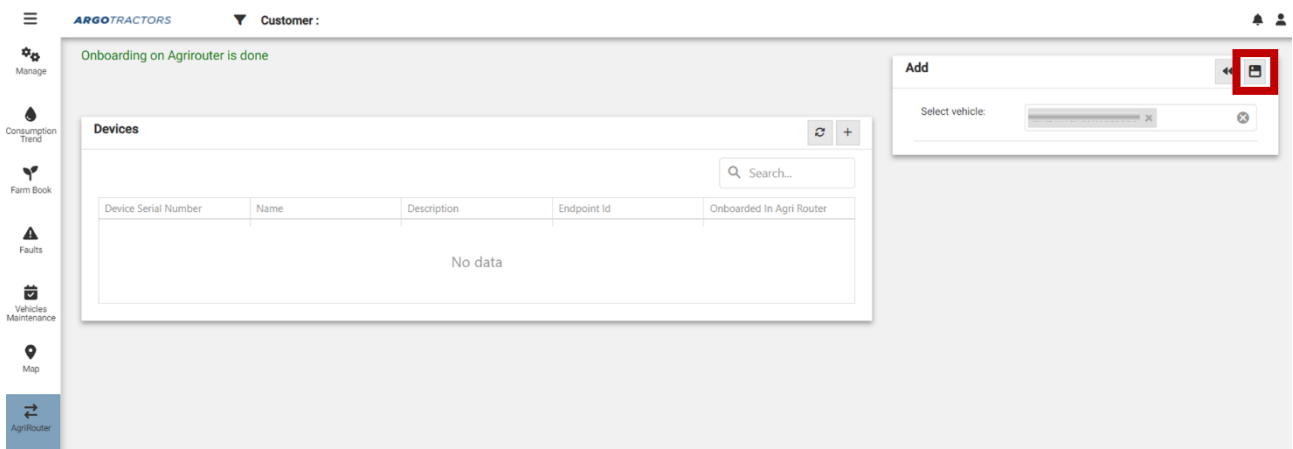 ARGOTRACTORS
Customer :
Manage
Consumption
Trend
Farm Book
Faults
Vehicles
Maintenance
Map
AgriRouter
Onboarding on Agrirouter is done
Devices
Search...
Device Serial Number Name Description Endpoint Id Onboarded In Agri Router
No data
Add
Select vehicle: